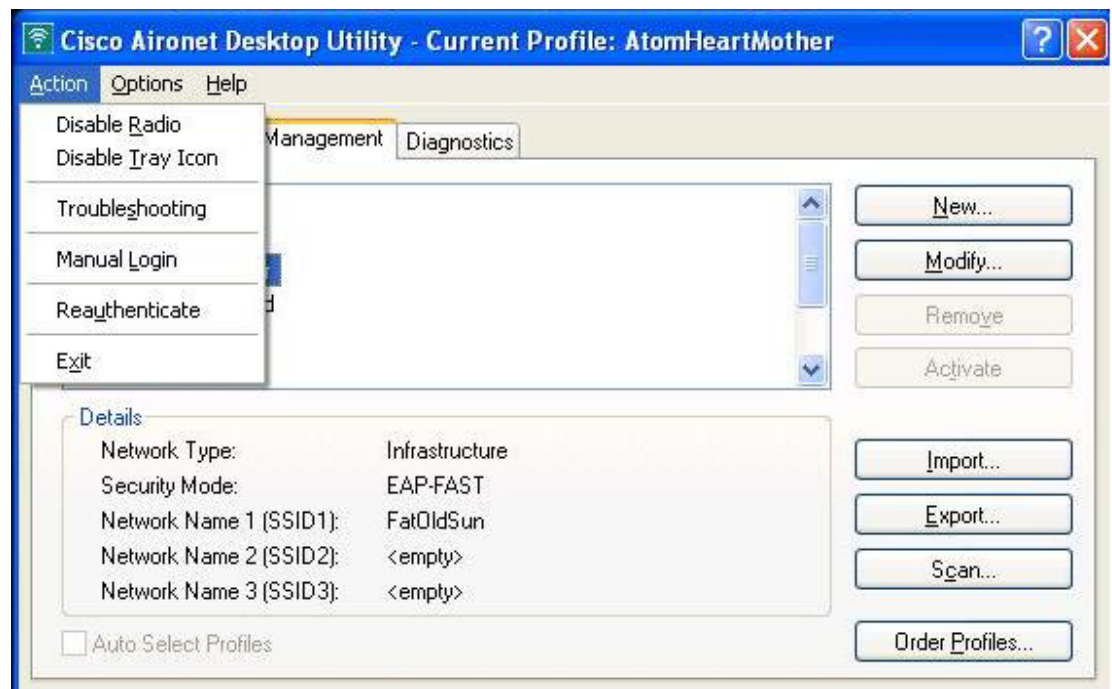 Cisco Aironet Desktop Utility - Current Profile: AtomHeartMother
Action Options Help
Disable Radio
Disable Tray Icon
Troubleshooting
Manual Login
Reauthenticate
Exit
Management
Diagnostics
New...
Modify...
Remove
Activate
Details
Network Type: Infrastructure
Security Mode: EAP-FAST
Network Name 1 (SSID1): FatOldSun
Network Name 2 (SSID2): <empty>
Network Name 3 (SSID3): <empty>
Import...
Export...
Scan...
Auto Select Profiles
Order Profiles...